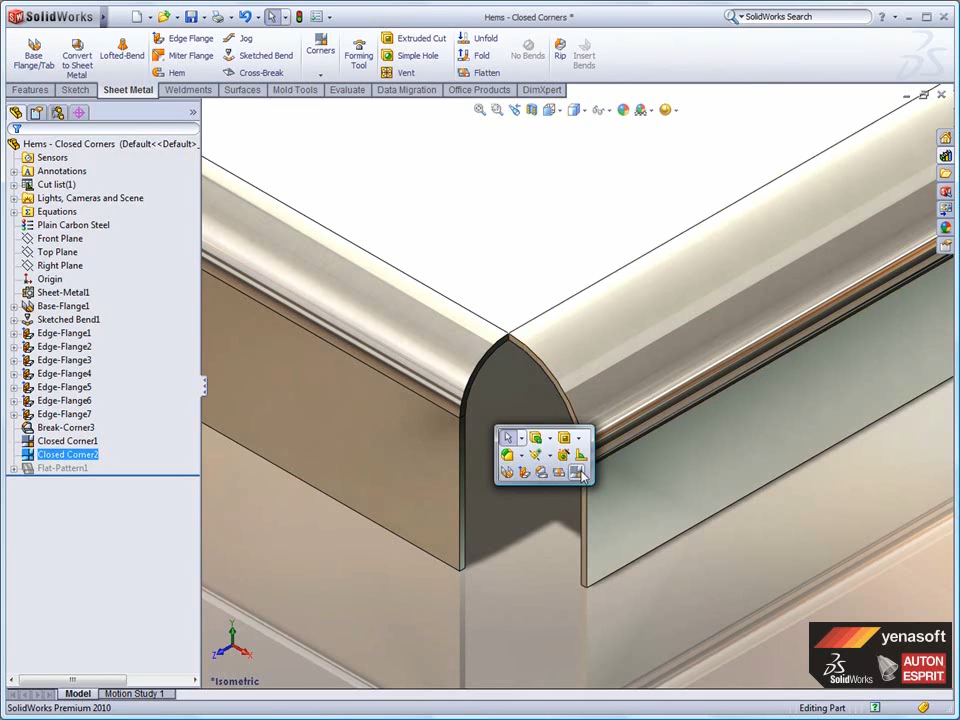 SolidWorks
Hems - Closed Corners *
SolidWorks Search
Base Flange/Tab
Convert to Sheet Metal
Lofted-Bend
Edge Flange
Miter Flange
Hem
Jog
Sketched Bend
Cross-Break
Corners
Forming Tool
Extruded Cut
Simple Hole
Vent
Unfold
Fold
Flatten
No Bends
Rip
Insert Bends
Features
Sketch
Sheet Metal
Weldments
Surfaces
Mold Tools
Evaluate
Data Migration
Office Products
DimXpert
Hems - Closed Corners (Default<<Default>_
Sensors
Annotations
Cut list(1)
Lights, Cameras and Scene
Equations
Plain Carbon Steel
Front Plane
Top Plane
Right Plane
Origin
Sheet-Metal1
Base-Flange1
Sketched Bend1
Edge-Flange1
Edge-Flange2
Edge-Flange3
Edge-Flange4
Edge-Flange5
Edge-Flange6
Edge-Flange7
Break-Corner3
Closed Corner1
Closed Corner2
Flat-Pattern1
Y
Z
X
*Isometric
yenasoft
SolidWorks
AUTON
ESPRIT
Model
Motion Study 1
SolidWorks Premium 2010
Editing Part